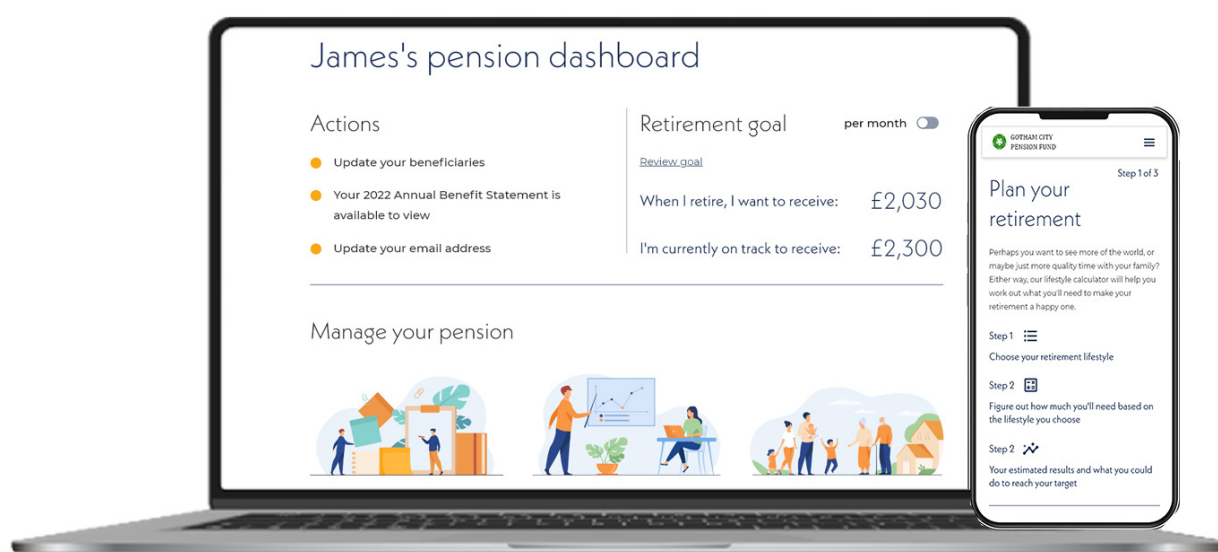 James's pension dashboard
Actions
Update your beneficiaries
Your 2022 Annual Benefit Statement is
available to view
Update your email address
Retirement goal
per month
Review goal
When I retire, I want to receive: £2,030
I'm currently on track to receive: £2,300
Manage your pension
GOTHAM CITY
PENSION FUND
Step 1 of 3
Plan your
retirement
Perhaps you want to see more of the world, or
maybe just more quality time with your family?
Either way, our lifestyle calculator will help you
work out what you'll need to make your
retirement a happy one.
Step 1
Choose your retirement lifestyle
Step 2
Figure out how much you'll need based on
the lifestyle you choose
Step 2
Your estimated results and what you could
do to reach your target